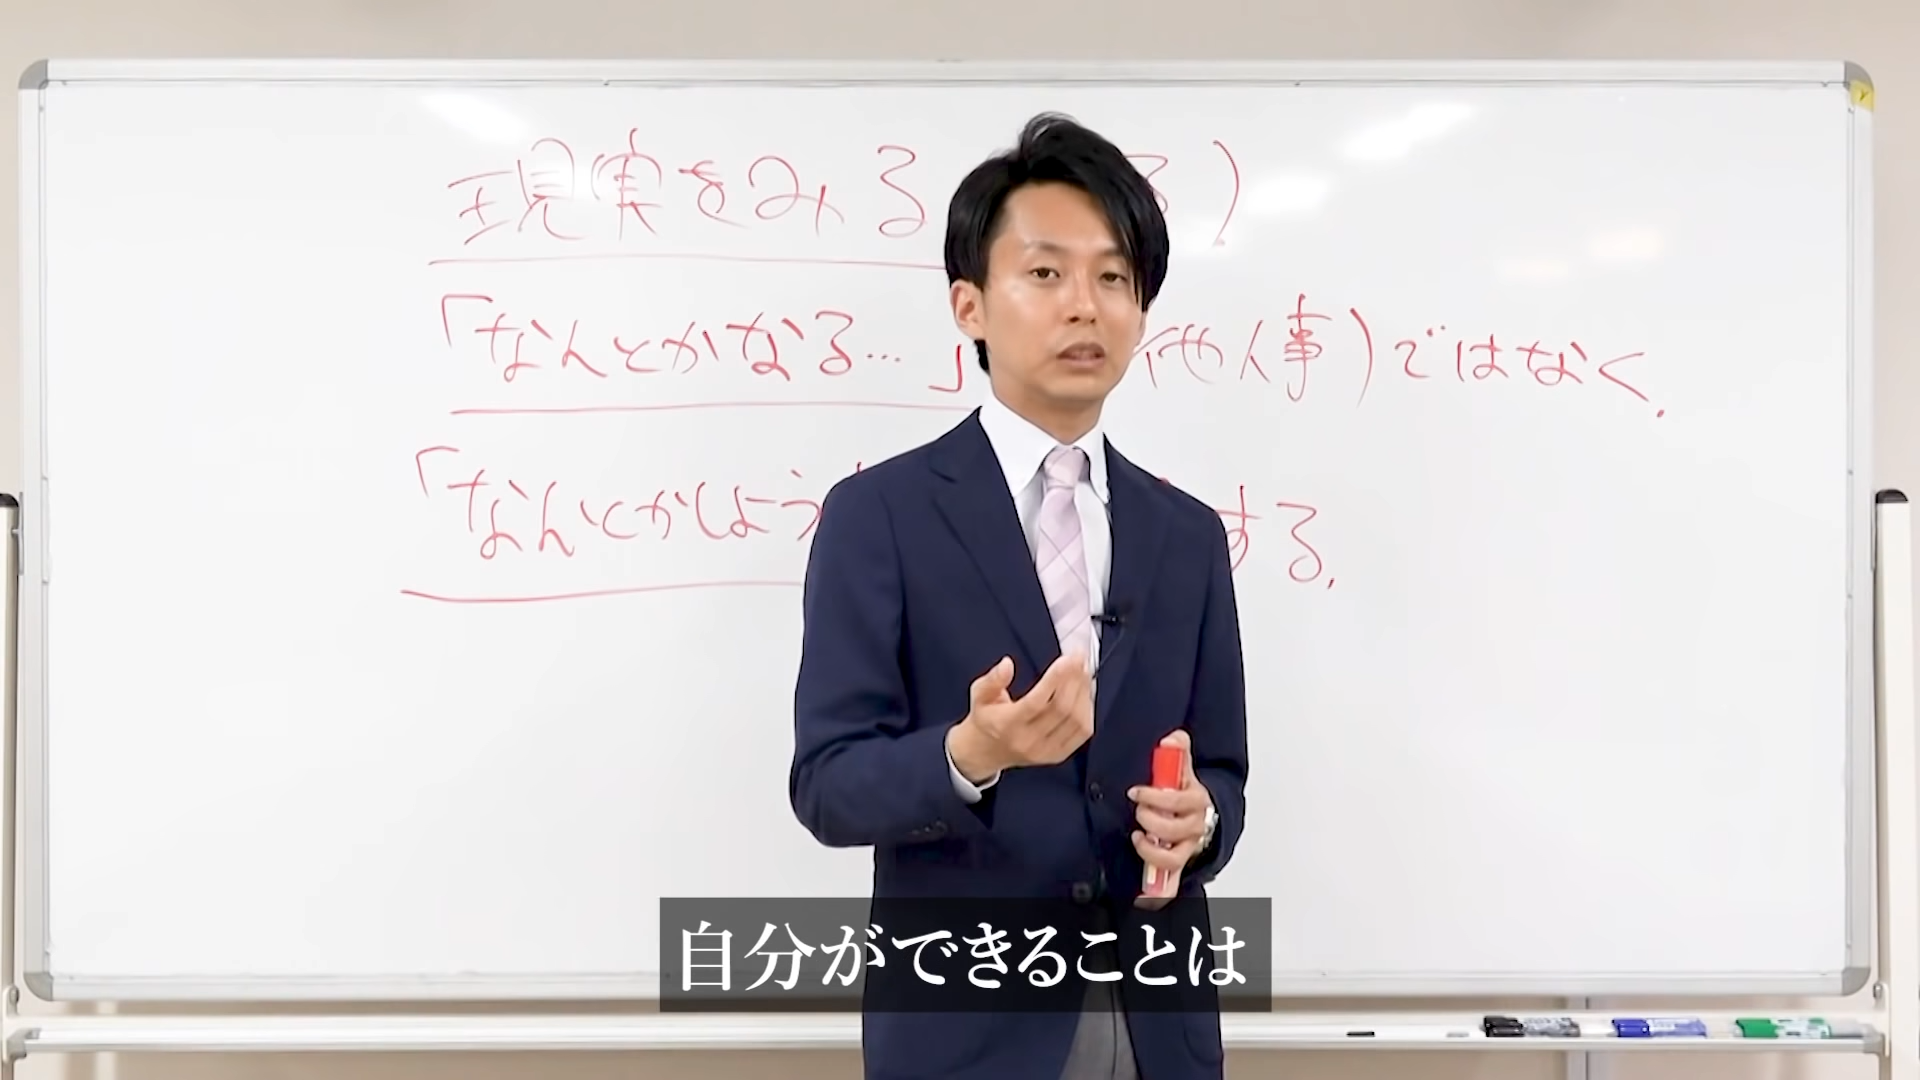 現実をみる る)
「なんとかなる…」 (他人事)ではなく.
「なんとかしよう する.
自分ができることは